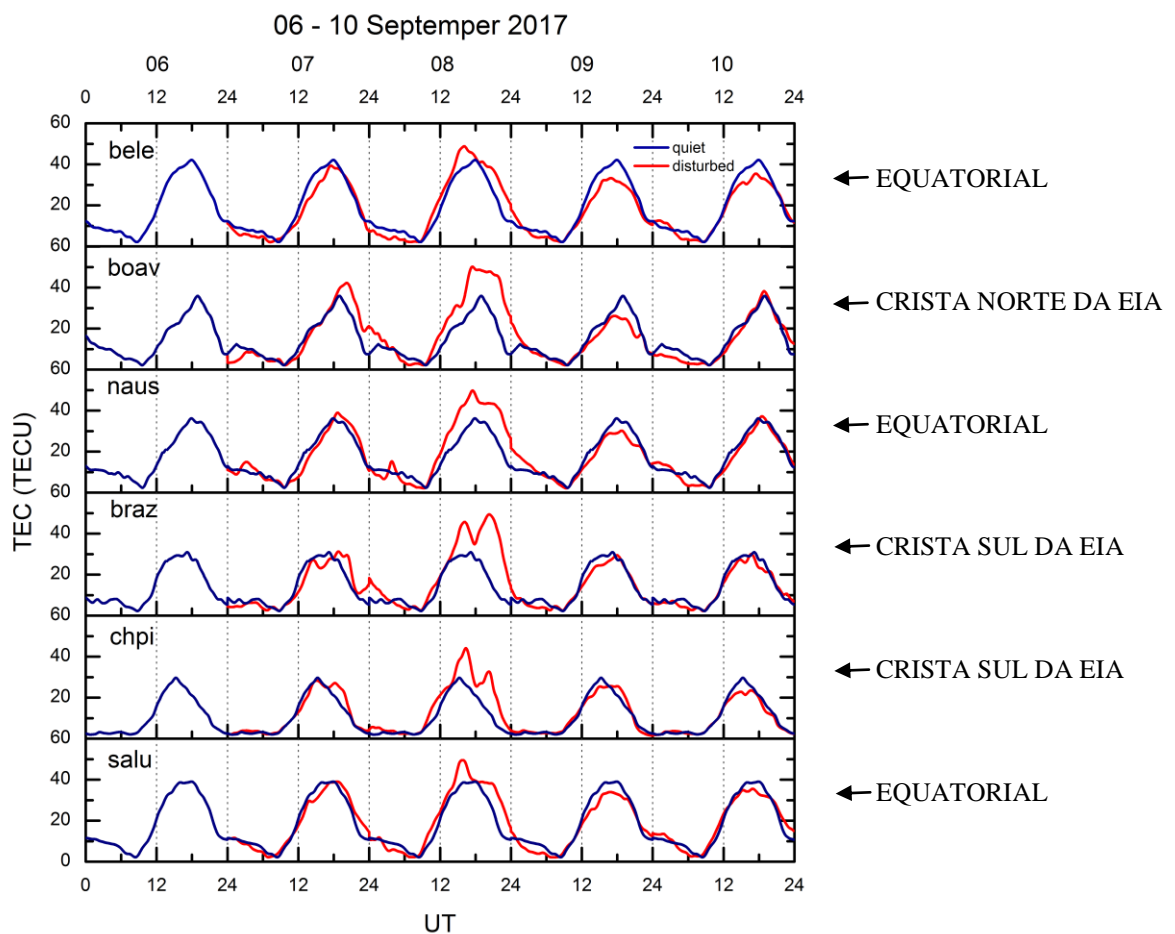 06 - 10 Septemper 2017
06 07 08 09 10
0 12 24 12 24 12 24 12 24 12 24
60
40
20
bele
quiet
disturbed
EQUATORIAL
60
40
20
boav
CRISTA NORTE DA EIA
60
40
20
naus
EQUATORIAL
60
40
20
braz
CRISTA SUL DA EIA
60
40
20
chpi
CRISTA SUL DA EIA
60
40
20
0
salu
EQUATORIAL
TEC (TECU)
0 12 24 12 24 12 24 12 24 12 24
UT